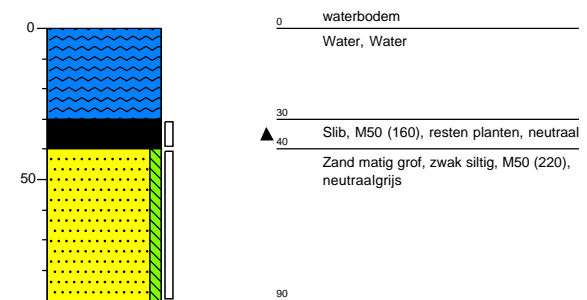 0
waterbodem
0
Water, Water
30
Slib, M50 (160), resten planten, neutraal
40
Zand matig grof, zwak siltig, M50 (220),
neutraalgrijs
50
90